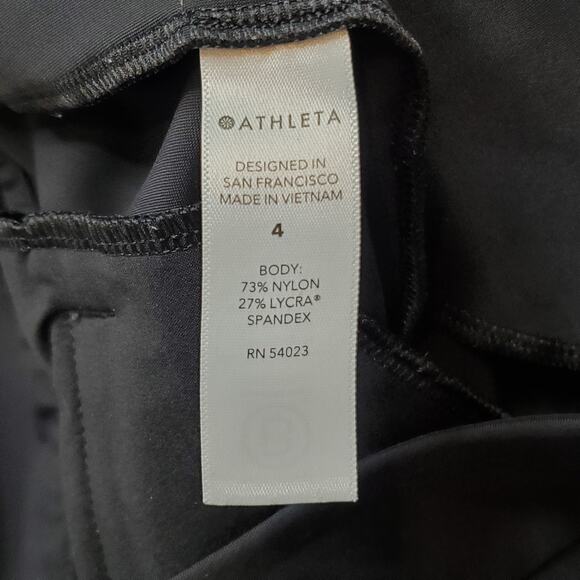 ATHLETA
DESIGNED IN
SAN FRANCISCO
MADE IN VIETNAM
4
BODY:
73% NYLON
27% LYCRA®
SPANDEX
RN 54023
B